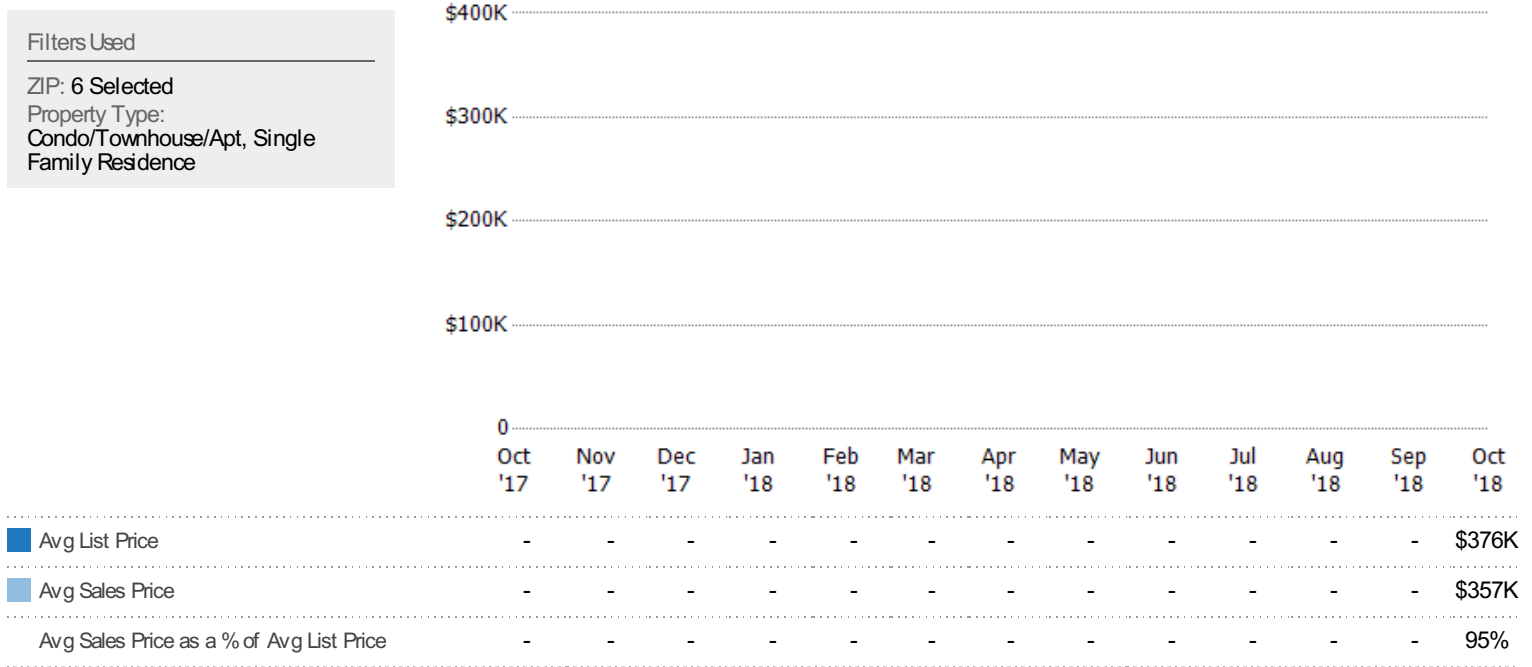 Filters Used
ZIP: 6 Selected
Property Type:
Condo/Townhouse/Apt, Single
Family Residence
$400K
$300K
$200K
$100K
0
Oct Nov Dec Jan Feb Mar Apr May Jun Jul Aug Sep Oct
'17 '17 '17 '18 '18 '18 '18 '18 '18 '18 '18 '18 '18
Avg List Price - - - - - - - - - - - - $376K
Avg Sales Price - - - - - - - - - - - - $357K
Avg Sales Price as a % of Avg List Price - - - - - - - - - - - - 95%